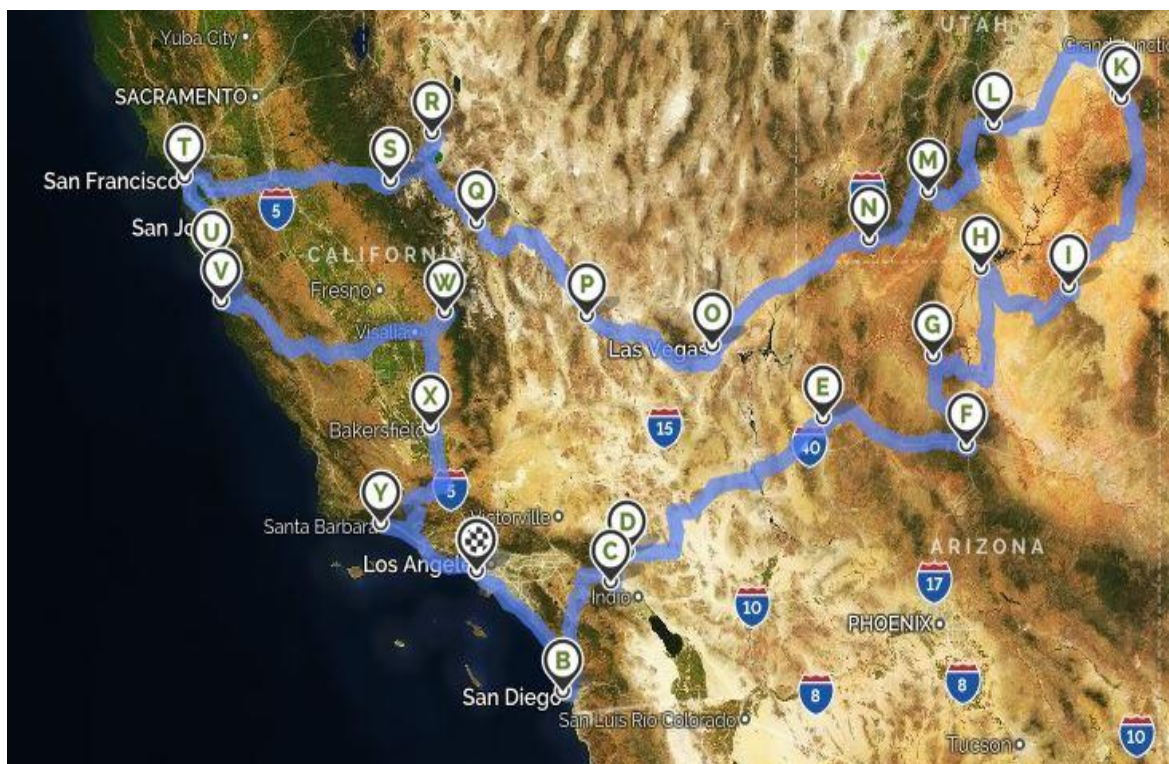 UTAH
Yuba City
Grand Junction
K
SACRAMENTO
R
L
T
S
M
San Francisco
5
Q
N
San Jo
U
H
I
CALIFORNIA
V
W
Fresno
P
O
G
Visalia
Las Vegas
E
X
F
Bakersfield
15
40
Y
5
Santa Barbara
Victorville
D
C
ARIZONA
Los Angeles
Indio
17
10
PHOENIX
B
8
8
San Diego
San Luis Rio Colorado
Tucson
10